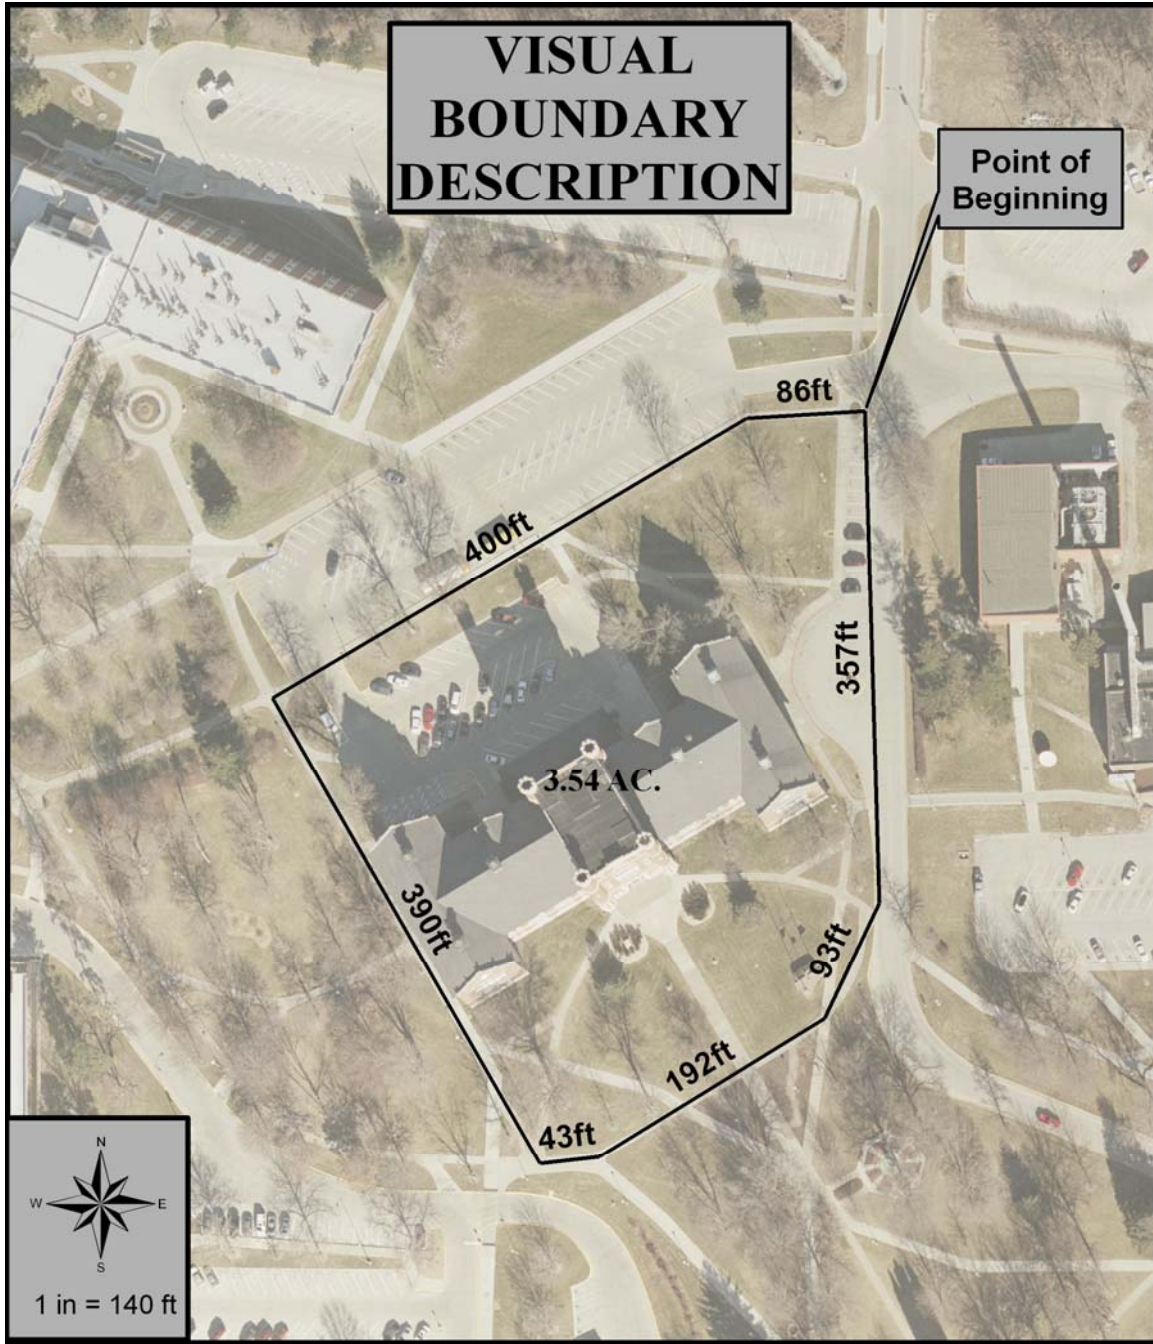 VISUAL
BOUNDARY
DESCRIPTION
Point of
Beginning
86ft
400ft
357ft
3.54 AC.
390ft
93ft
192ft
43ft
N
W
E
S
1 in = 140 ft